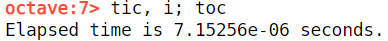 octave:7> tic, i; toc
Elapsed time is 7.15256e-06 seconds.